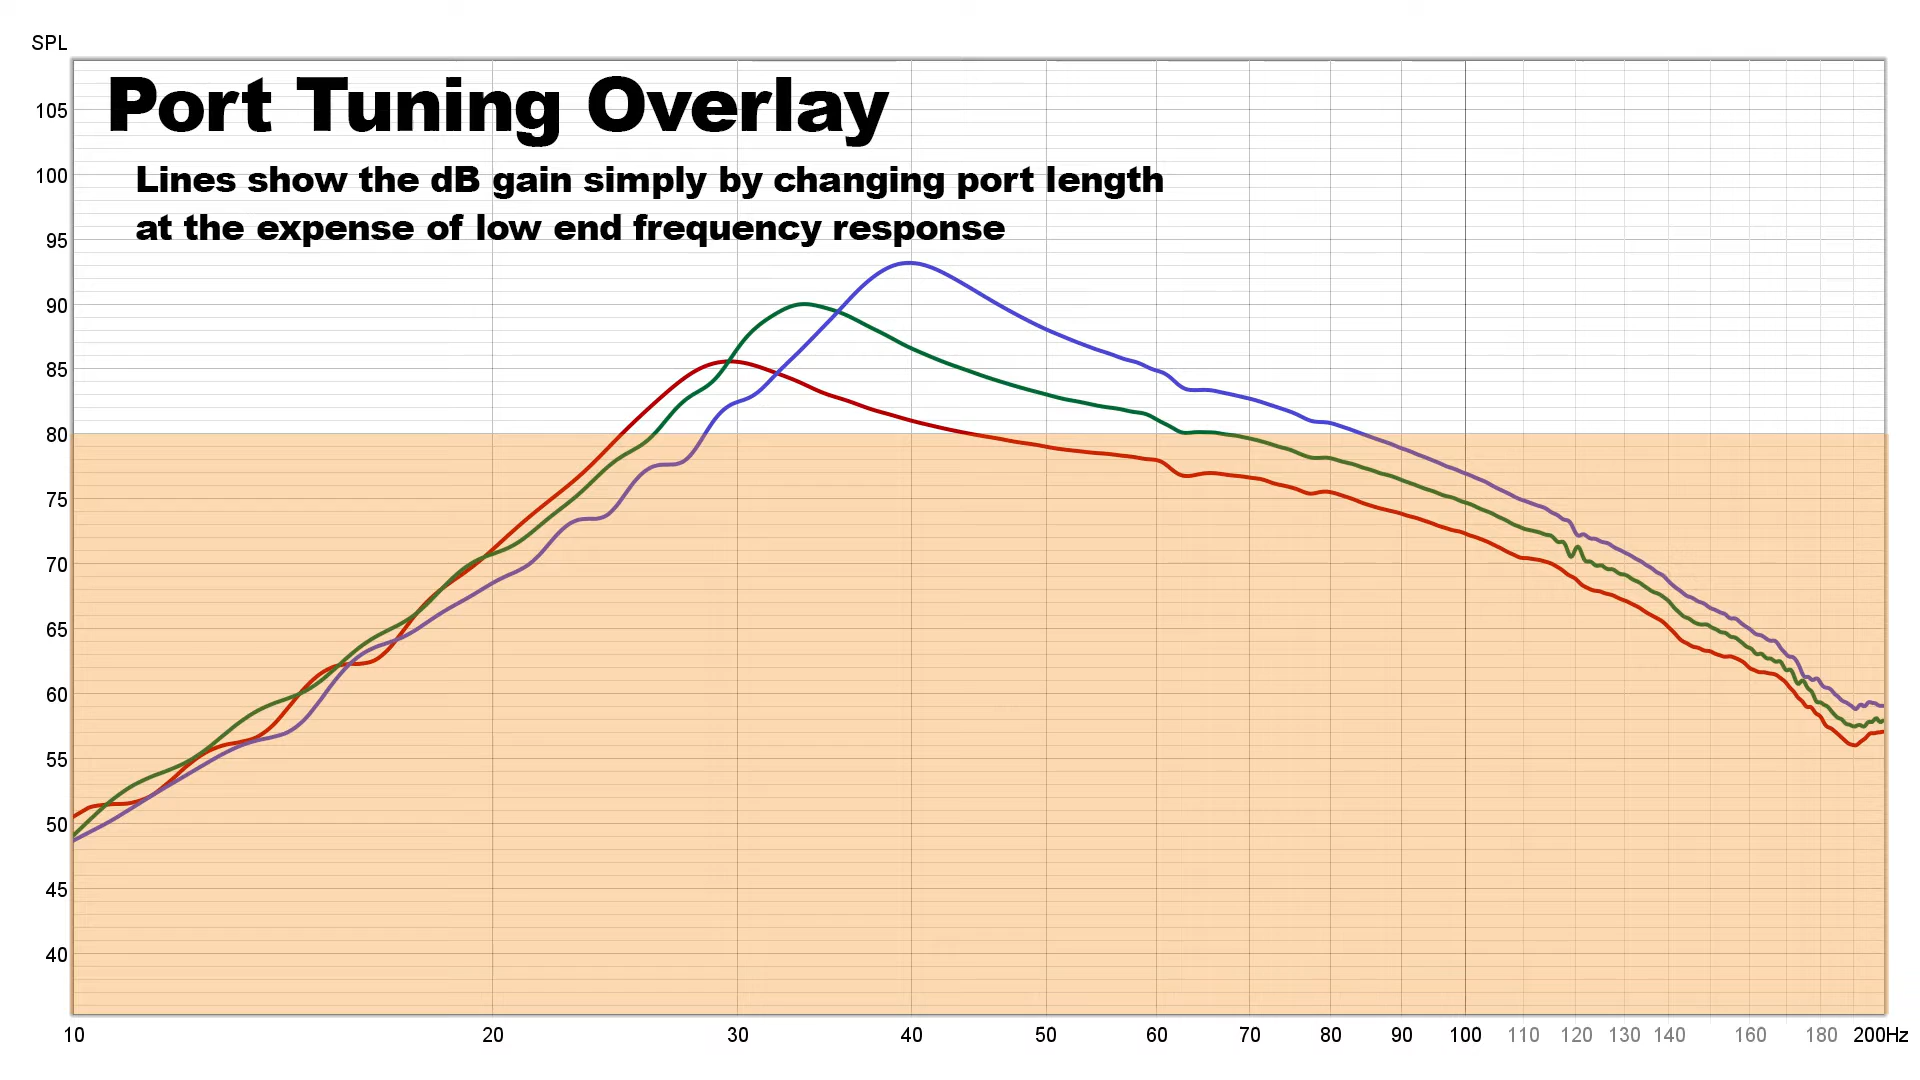 SPL
Port Tuning Overlay
Lines show the dB gain simply by changing port length
at the expense of low end frequency response
105
100
95
90
85
80
75
70
65
60
55
50
45
40
10 20 30 40 50 60 70 80 90 100 110 120 130 140 160 180 200Hz